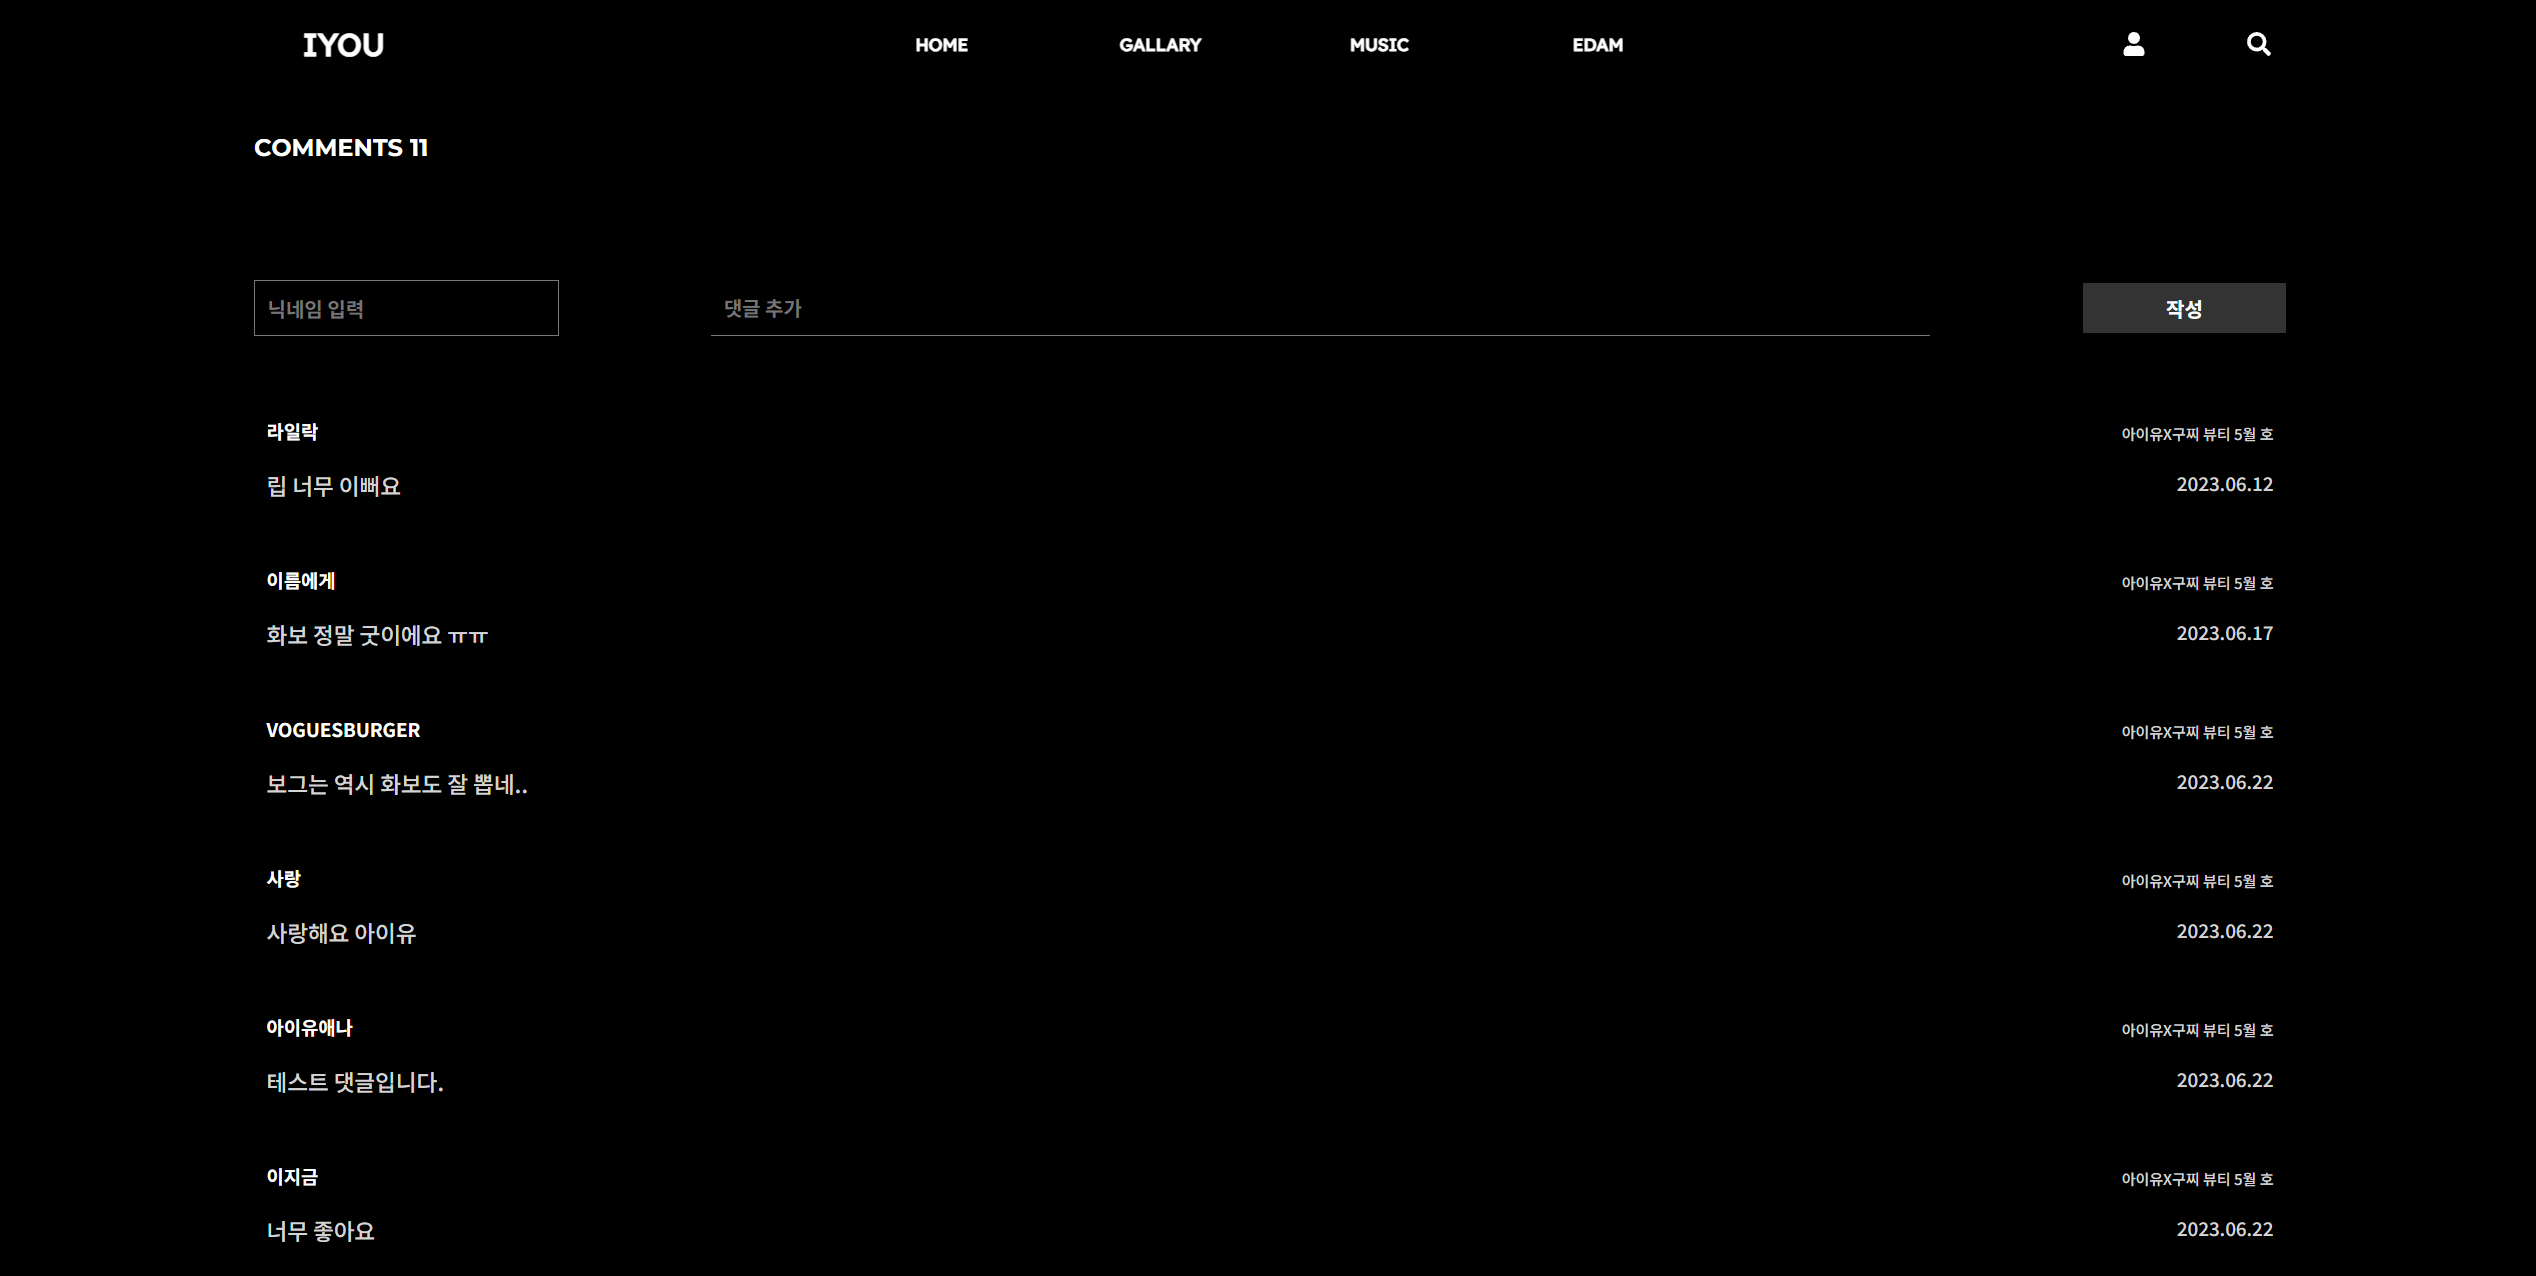 IYOU
HOME GALLARY MUSIC EDAM
COMMENTS 11
닉네임 입력 댓글 추가 작성
라일락 아이유X구찌 뷰티 5월 호
립 너무 이뻐요 2023.06.12
이름에게 아이유X구찌 뷰티 5월 호
화보 정말 굿이에요 ㅠㅠ 2023.06.17
VOGUESBURGER 아이유X구찌 뷰티 5월 호
보그는 역시 화보도 잘 뽑네.. 2023.06.22
사랑 아이유X구찌 뷰티 5월 호
사랑해요 아이유 2023.06.22
아이유애나 아이유X구찌 뷰티 5월 호
테스트 댓글입니다. 2023.06.22
이지금 아이유X구찌 뷰티 5월 호
너무 좋아요 2023.06.22